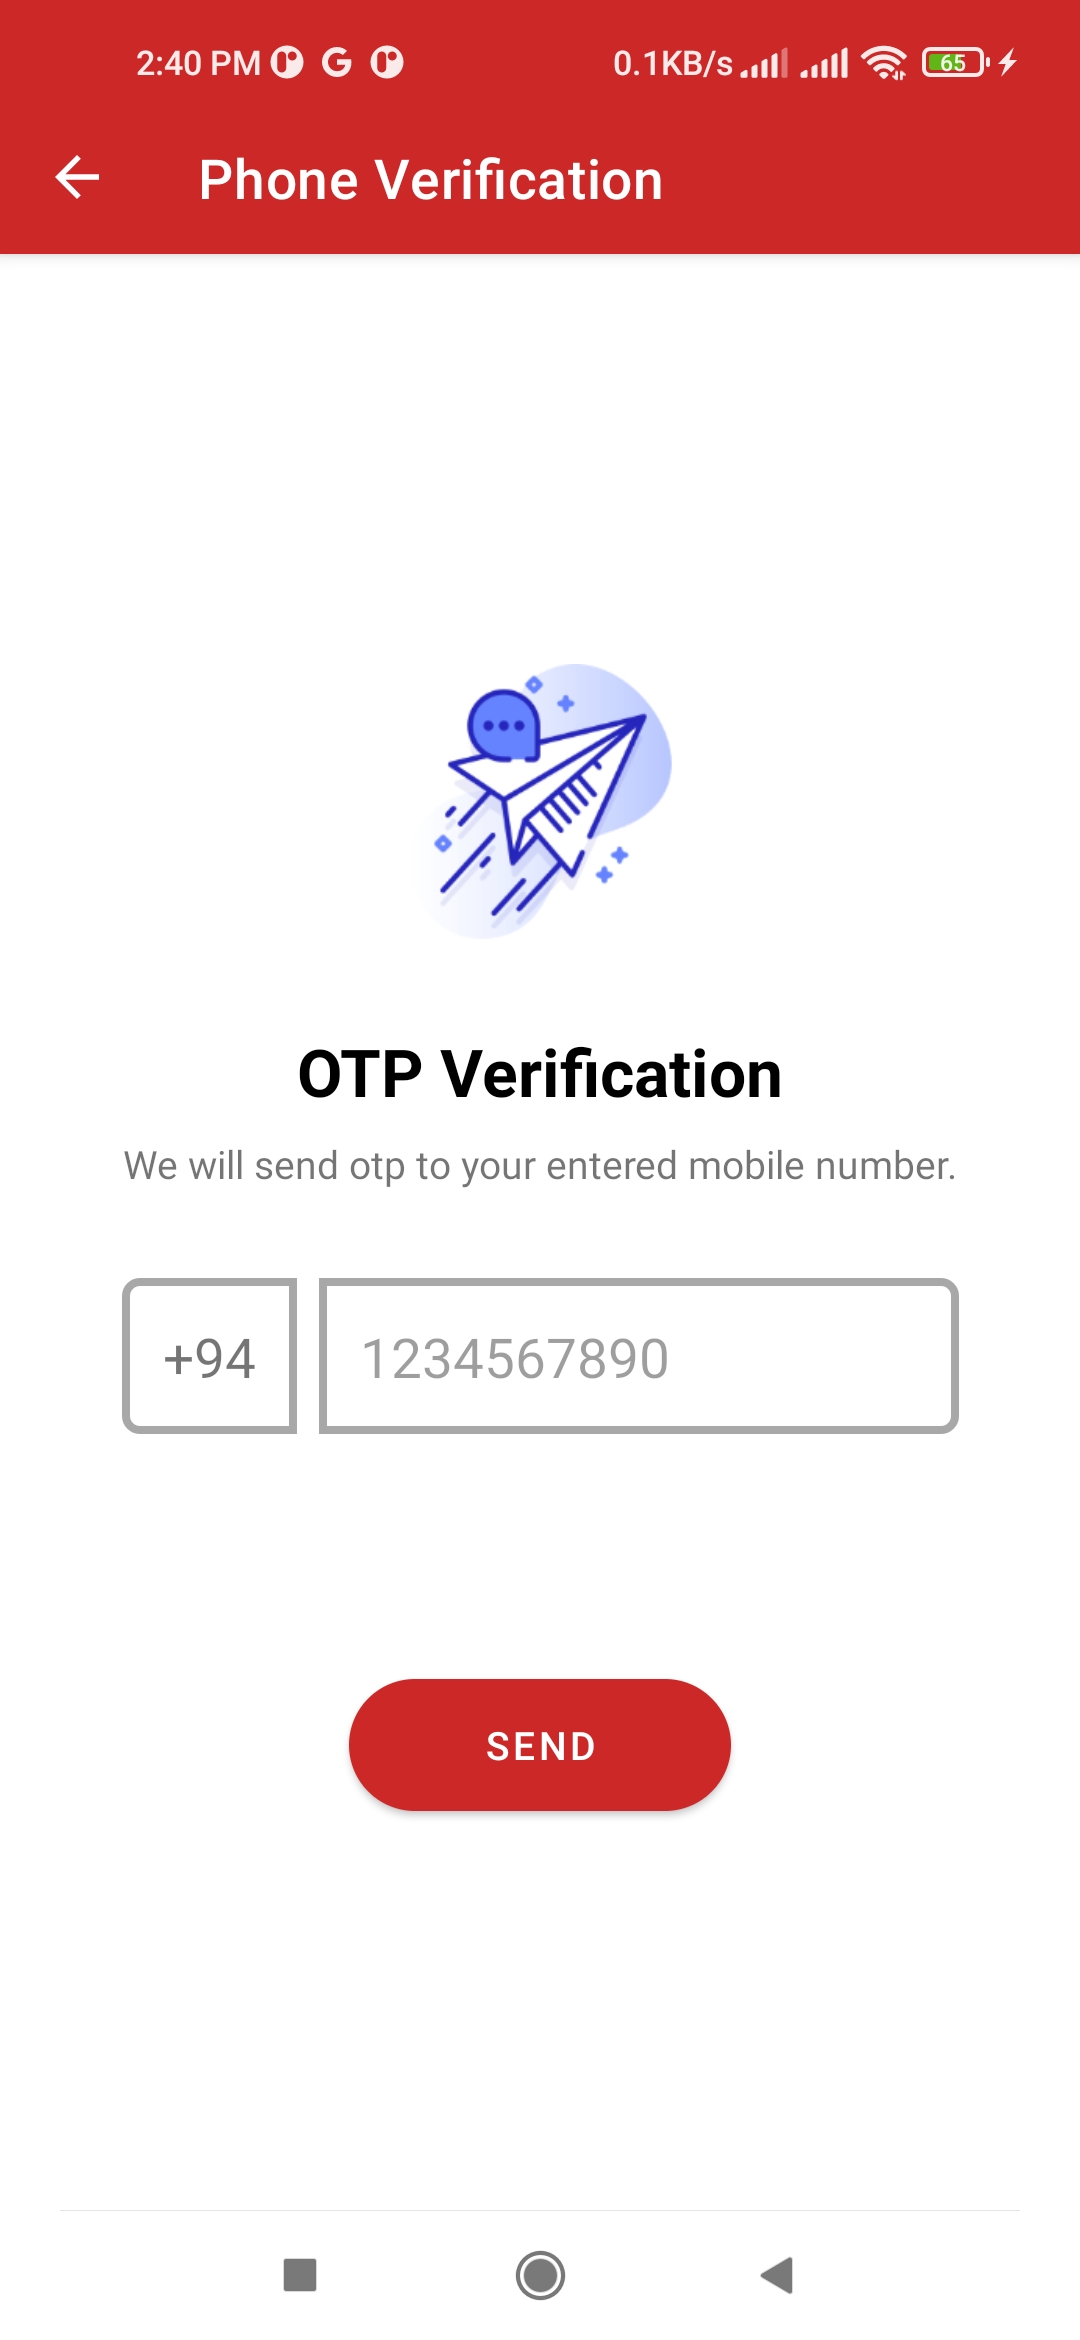 2:40 PM G 0.1KB/s 65
Phone Verification
OTP Verification
We will send otp to your entered mobile number.
+94 1234567890
SEND